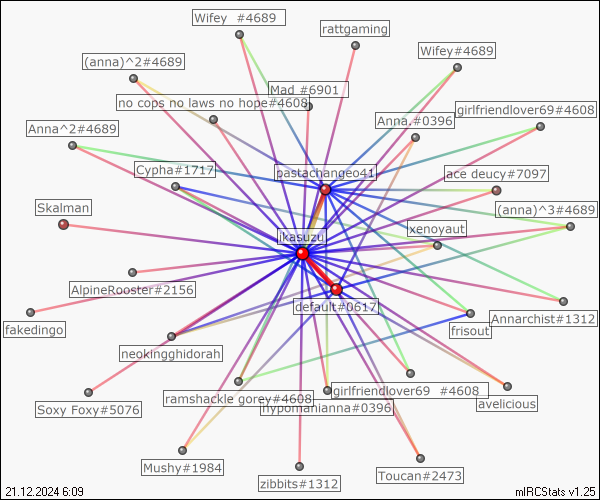 Wifey  #4689
rattgaming
Wifey#4689
(anna)^2#4689
Mad #6901
no cops no laws no hope#4608
girlfriendlover69#4608
Anna.#0396
Anna^2#4689
Cypha#1717
pastachangeo41
ace deucy#7097
Skalman
(anna)^3#4689
xenoyaut
ikasuzu
AlpineRooster#2156
default#0617
Annarchist#1312
fakedingo
frisout
neokingghidorah
girlfriendlover69  #4608
ramshackle gorey#4608
avelicious
hypomanianna#0396
Soxy Foxy#5076
Mushy#1984
Toucan#2473
zibbits#1312
21.12.2024 6:09
mIRCStats v1.25